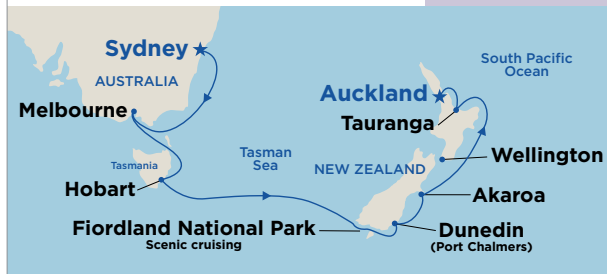 Sydney
South Pacific
Ocean
AUSTRALIA
Auckland
Melbourne
Tauranga
Tasman
Sea
Wellington
Tasmania
NEW ZEALAND
Hobart
Akaroa
Fiordland National Park
Scenic cruising
Dunedin
(Port Chalmers)